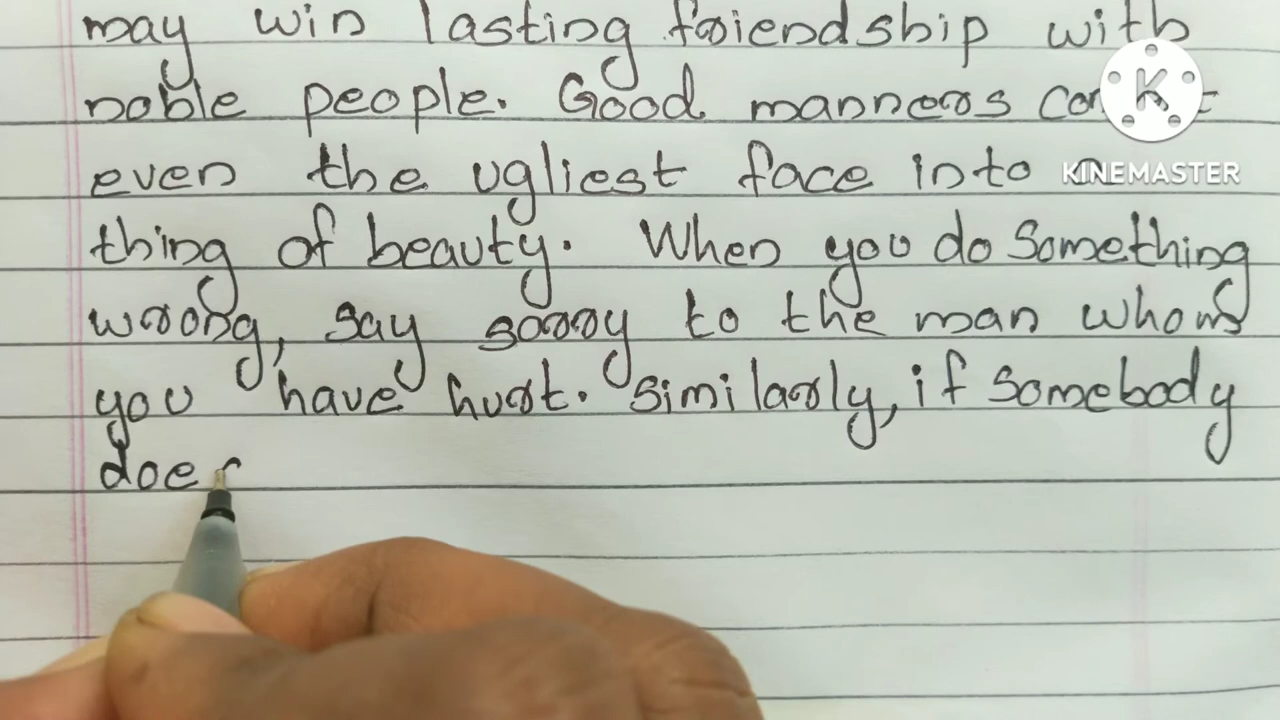 may win lasting friendship with
noble people. Good manners
even the ugliest face into a
thing of beauty. When you do Something
wrong, say sorry to the man whom
you have hurt. Similarly, if Somebody
does
K
KINEMASTER